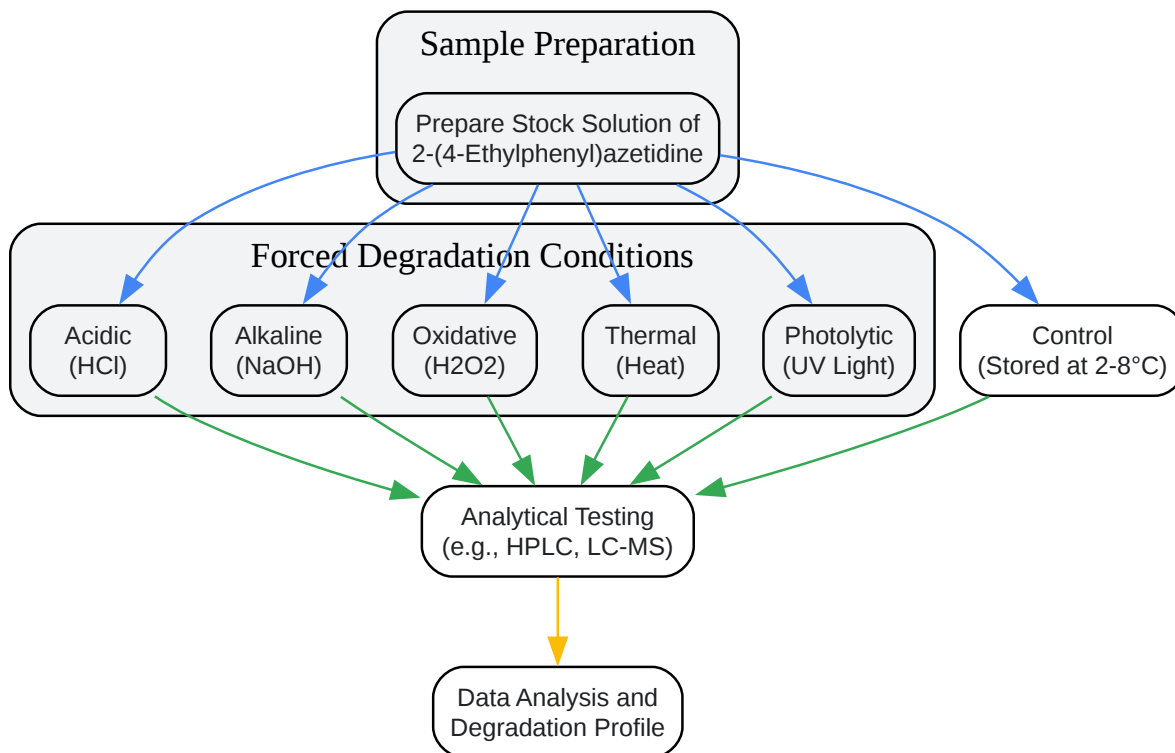 Sample Preparation
Prepare Stock Solution of
2-(4-Ethylphenyl)azetidine
Forced Degradation Conditions
Acidic
(HCl)
Alkaline
(NaOH)
Oxidative
(H2O2)
Thermal
(Heat)
Photolytic
(UV Light)
Control
(Stored at 2-8°C)
Analytical Testing
(e.g., HPLC, LC-MS)
Data Analysis and
Degradation Profile